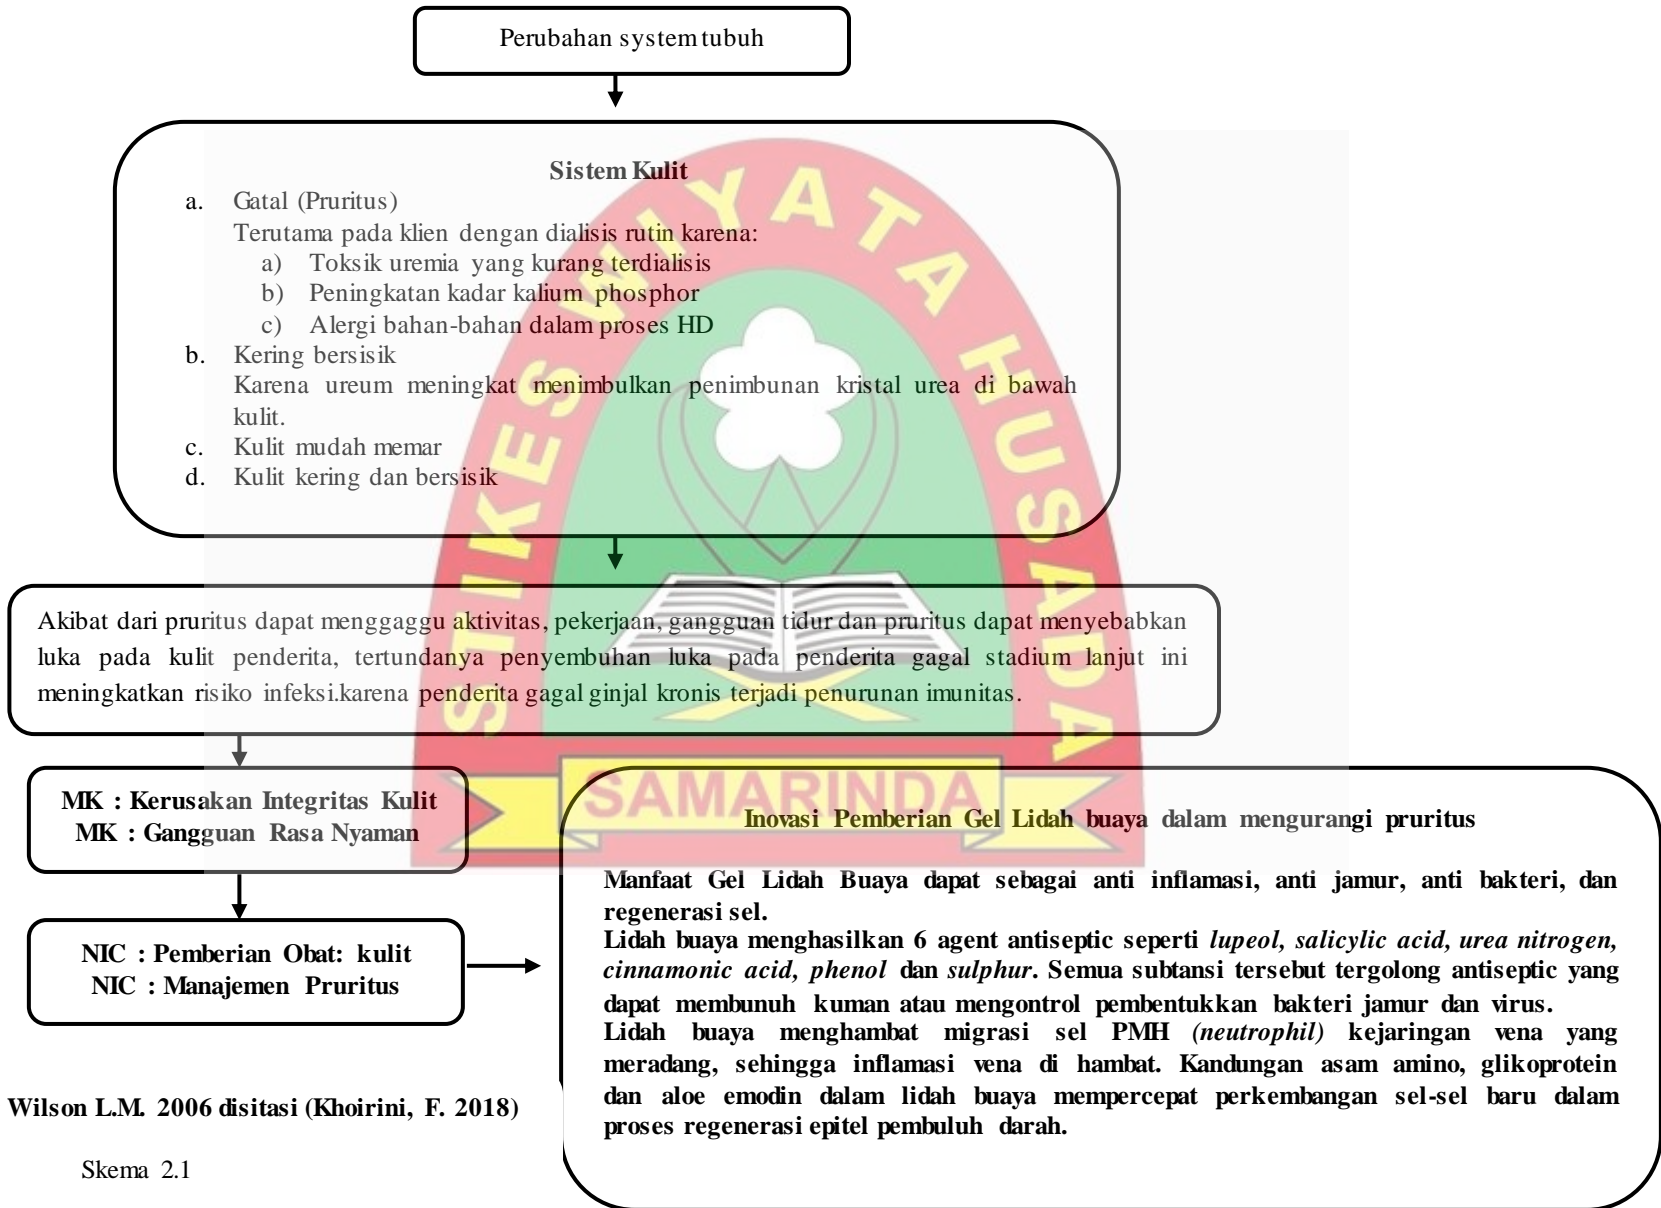 Perubahan system tubuh
Sistem Kulit
a. Gatal (Pruritus)
Terutama pada klien dengan dialisis rutin karena:
a) Toksik uremia yang kurang terdialisis
b) Peningkatan kadar kalium phosphor
c) Alergi bahan-bahan dalam proses HD
b. Kering bersisik
Karena ureum meningkat menimbulkan penimbunan kristal urea di bawah
kulit.
c. Kulit mudah memar
d. Kulit kering dan bersisik
Akibat dari pruritus dapat menggaggu aktivitas, pekerjaan, gangguan tidur dan pruritus dapat menyebabkan
luka pada kulit penderita, tertundanya penyembuhan luka pada penderita gagal stadium lanjut ini
meningkatkan risiko infeksi.karena penderita gagal ginjal kronis terjadi penurunan imunitas.
MK : Kerusakan Integritas Kulit
MK : Gangguan Rasa Nyaman
NIC : Pemberian Obat: kulit
NIC : Manajemen Pruritus
Inovasi Pemberian Gel Lidah buaya dalam mengurangi pruritus
Manfaat Gel Lidah Buaya dapat sebagai anti inflamasi, anti jamur, anti bakteri, dan
regenerasi sel.
Lidah buaya menghasilkan 6 agent antiseptic seperti lupeol, salicylic acid, urea nitrogen,
cinnamonic acid, phenol dan sulphur. Semua subtansi tersebut tergolong antiseptic yang
dapat membunuh kuman atau mengontrol pembentukkan bakteri jamur dan virus.
Lidah buaya menghambat migrasi sel PMH (neutrophil) kejaringan vena yang
meradang, sehingga inflamasi vena di hambat. Kandungan asam amino, glikoprotein
dan aloe emodin dalam lidah buaya mempercepat perkembangan sel-sel baru dalam
proses regenerasi epitel pembuluh darah.
Wilson L.M. 2006 disitasi (Khoirini, F. 2018)
Skema 2.1
STIKES WIYATA HUSADA
SAMARINDA